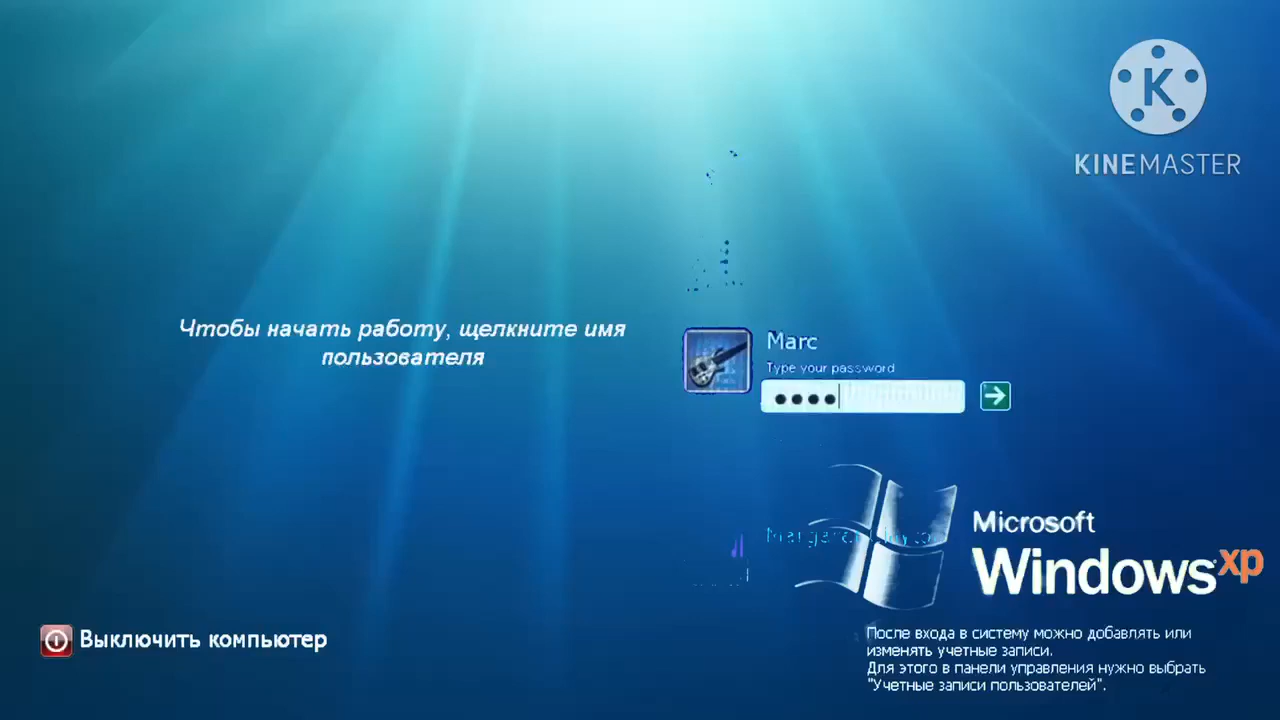 K
KINEMASTER
Чтобы начать работу, щелкните имя
пользователя
Marc
Type your password
Microsoft
Windows xp
Выключить компьютер
После входа в систему можно добавлять или
изменять учетные записи.
Для этого в панели управления нужно выбрать
"Учетные записи пользователей".